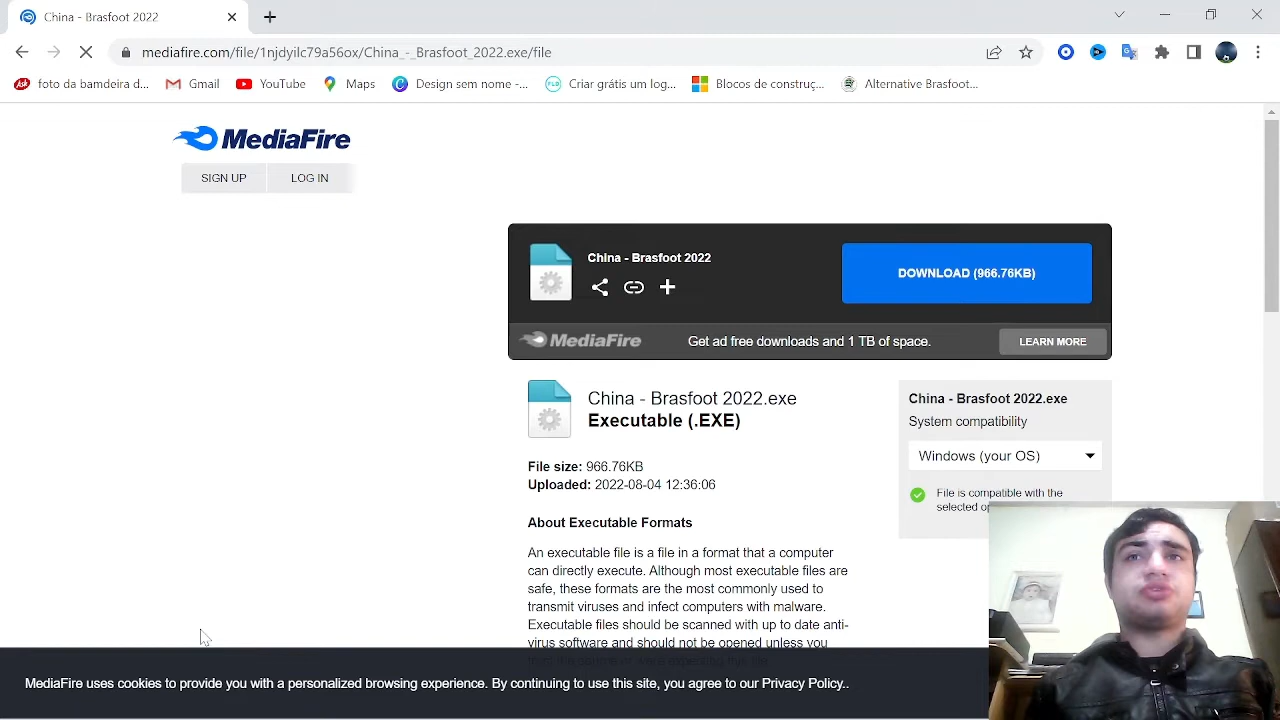 China - Brasfoot 2022
mediafire.com/file/1njdyilc79a56ox/China_-_Brasfoot_2022.exe/file
Ask foto da bamdeira d... Gmail YouTube Maps Design sem nome -... FLB Criar grátis um log... Blocos de construç... Alternative Brasfoot...
MediaFire
SIGN UP LOG IN
China - Brasfoot 2022
DOWNLOAD (966.76KB)
MediaFire Get ad free downloads and 1 TB of space. LEARN MORE
China - Brasfoot 2022.exe
Executable (.EXE)
File size: 966.76KB
Uploaded: 2022-08-04 12:36:06
About Executable Formats
An executable file is a file in a format that a computer
can directly execute. Although most executable files are
safe, these formats are the most commonly used to
transmit viruses and infect computers with malware.
Executable files should be scanned with up to date anti-
virus software and should not be opened unless you
China - Brasfoot 2022.exe
System compatibility
Windows (your OS)
File is compatible with the
selected
MediaFire uses cookies to provide you with a personalized browsing experience. By continuing to use this site, you agree to our Privacy Policy..